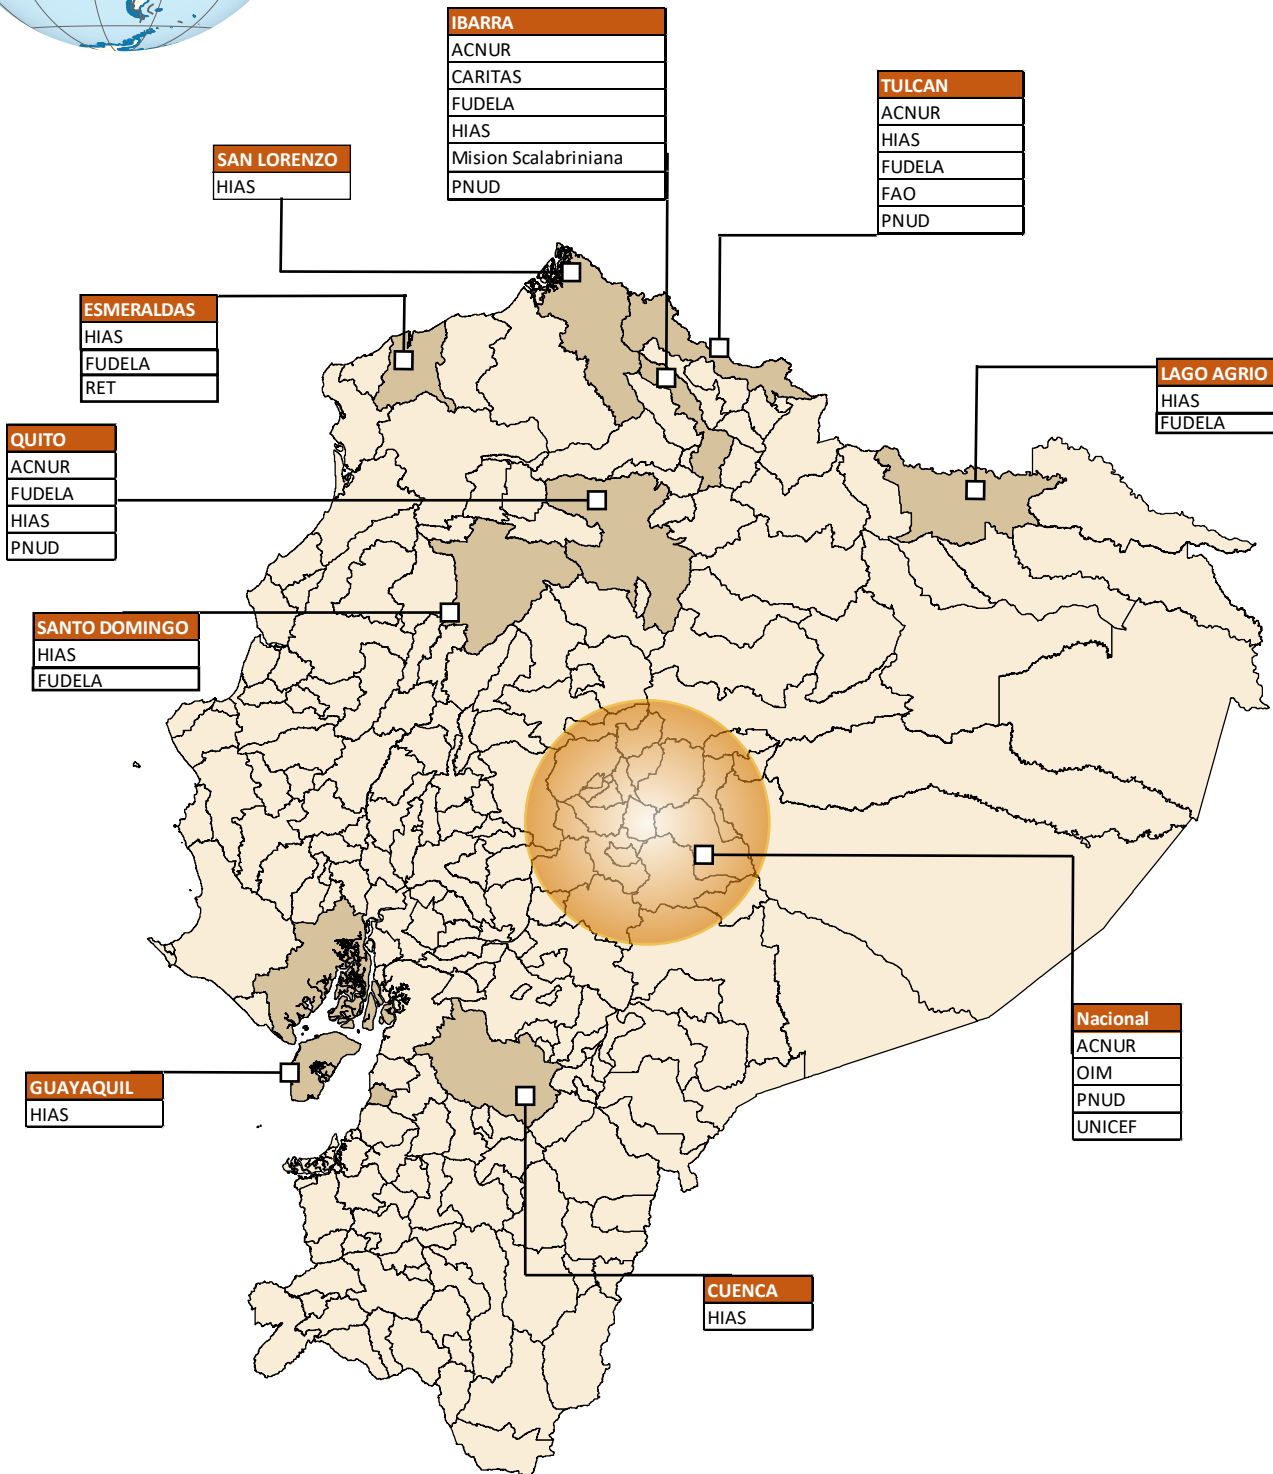 IBARRA
ACNUR
CARITAS
FUDELA
HIAS
Mision Scalabriniana
PNUD
TULCAN
ACNUR
HIAS
FUDELA
FAO
PNUD
SAN LORENZO
HIAS
ESMERALDAS
HIAS
FUDELA
RET
LAGO AGRIO
HIAS
FUDELA
QUITO
ACNUR
FUDELA
HIAS
PNUD
SANTO DOMINGO
HIAS
FUDELA
Nacional
ACNUR
OIM
PNUD
UNICEF
GUAYAQUIL
HIAS
CUENCA
HIAS